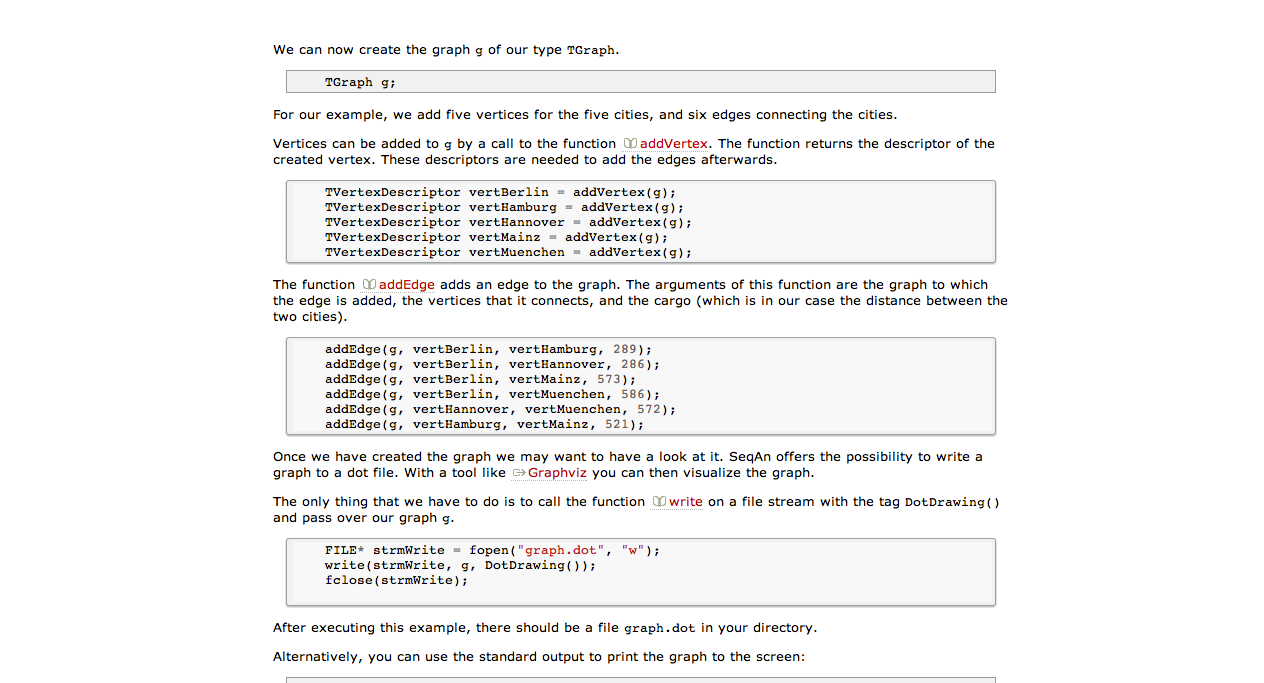 We can now create the graph g of our type TGraph.
TGraph g;
For our example, we add five vertices for the five cities, and six edges connecting the cities.
Vertices can be added to g by a call to the function addVertex. The function returns the descriptor of the
created vertex. These descriptors are needed to add the edges afterwards.
TVertexDescriptor vertBerlin = addVertex(g);
TVertexDescriptor vertHamburg = addVertex(g);
TVertexDescriptor vertHannover = addVertex(g);
TVertexDescriptor vertMainz = addVertex(g);
TVertexDescriptor vertMuenchen = addVertex(g);
The function addEdge adds an edge to the graph. The arguments of this function are the graph to which
the edge is added, the vertices that it connects, and the cargo (which is in our case the distance between the
two cities).
addEdge(g, vertBerlin, vertHamburg, 289);
addEdge(g, vertBerlin, vertHannover, 286);
addEdge(g, vertBerlin, vertMainz, 573);
addEdge(g, vertBerlin, vertMuenchen, 586);
addEdge(g, vertHannover, vertMuenchen, 572);
addEdge(g, vertHamburg, vertMainz, 521);
Once we have created the graph we may want to have a look at it. SeqAn offers the possibility to write a
graph to a dot file. With a tool like Graphviz you can then visualize the graph.
The only thing that we have to do is to call the function write on a file stream with the tag DotDrawing()
and pass over our graph g.
FILE* strmWrite = fopen("graph.dot", "w");
write(strmWrite, g, DotDrawing());
fclose(strmWrite);
After executing this example, there should be a file graph.dot in your directory.
Alternatively, you can use the standard output to print the graph to the screen: